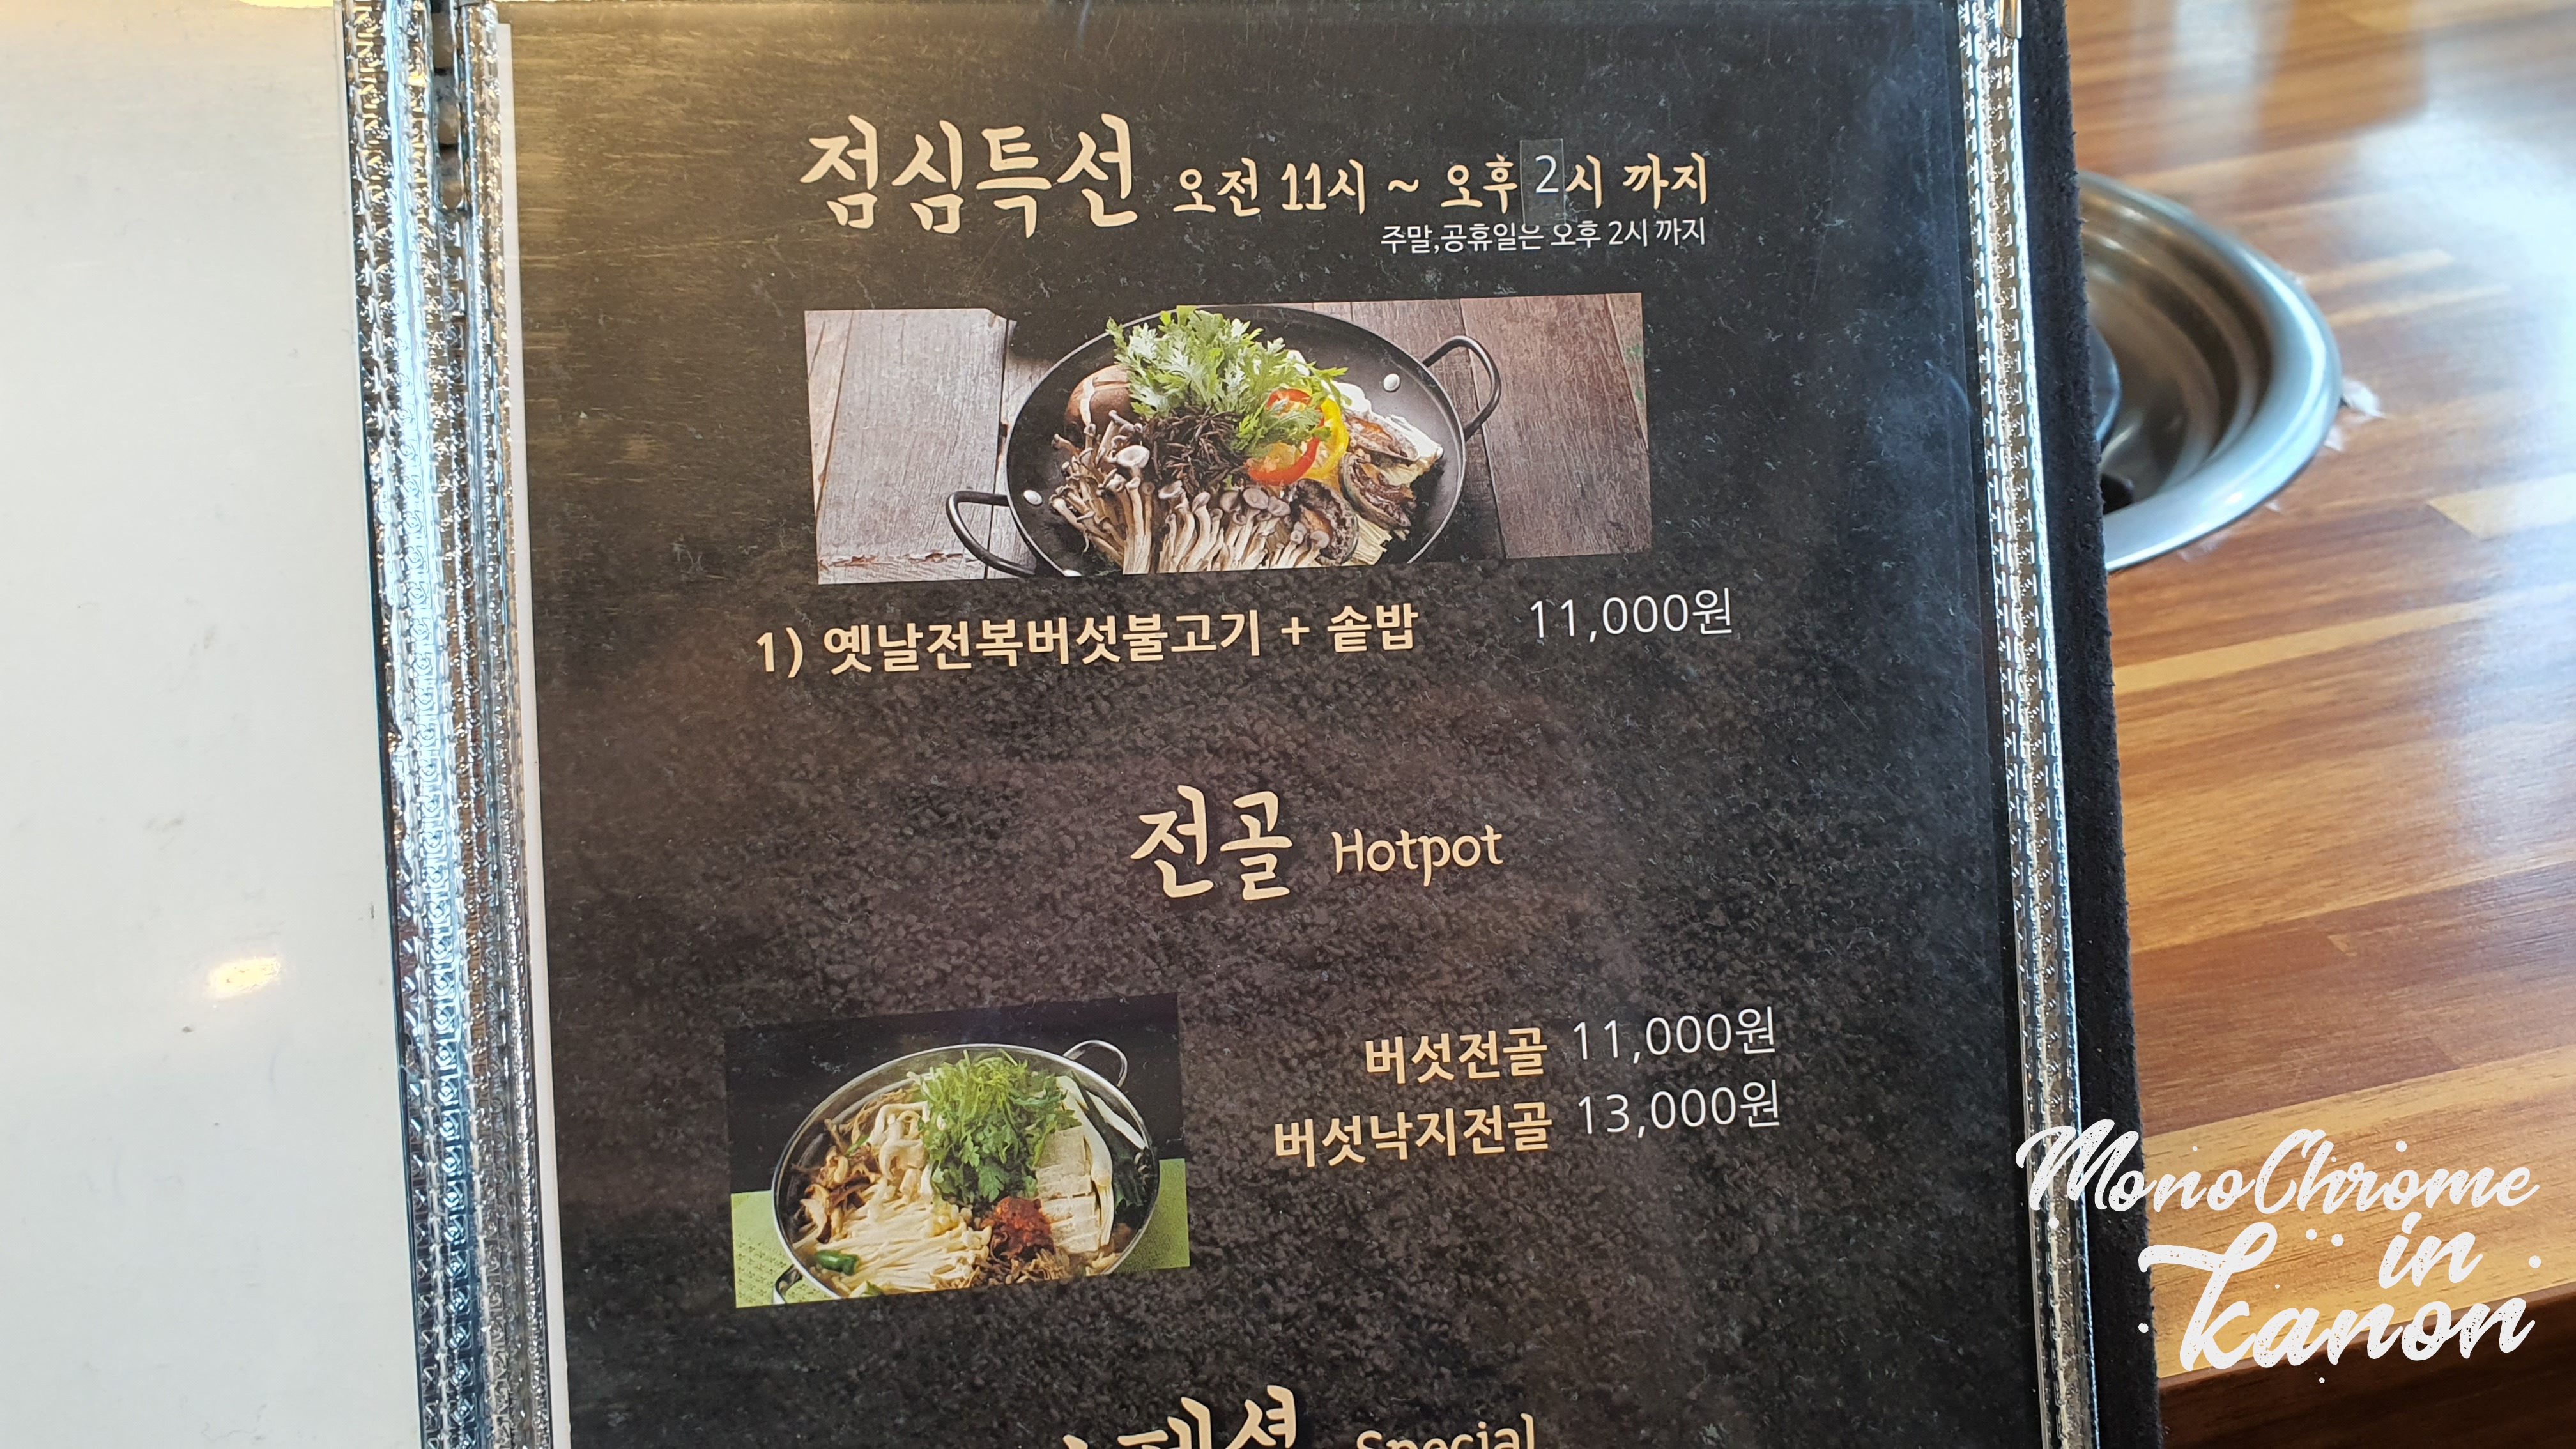 점심특선 오전 11시 ~ 오후 2시 까지
주말,공휴일은 오후 2시 까지
1) 옛날전복버섯불고기 + 솥밥 11,000원
전골 Hotpot
버섯전골 11,000원
버섯낙지전골 13,000원
Special
MonoChrome
in
Kanon